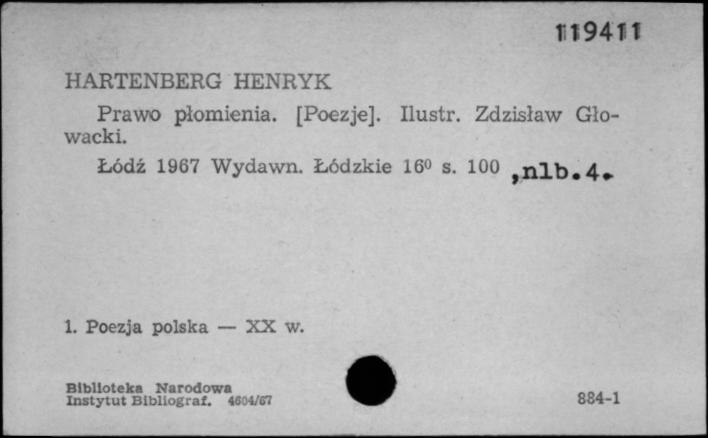 119411
HARTENBERG HENRYK
Prawo płomienia. [Poezje]. Ilustr. Zdzisław Gło-
wacki.
Łódź 1967 Wydawn. Łódzkie 16⁰ s. 100 ,nlb.4.
1. Poezja polska — XX w.
Biblioteka Narodowa
Instytut Bibliograf. 4604/67
884-1